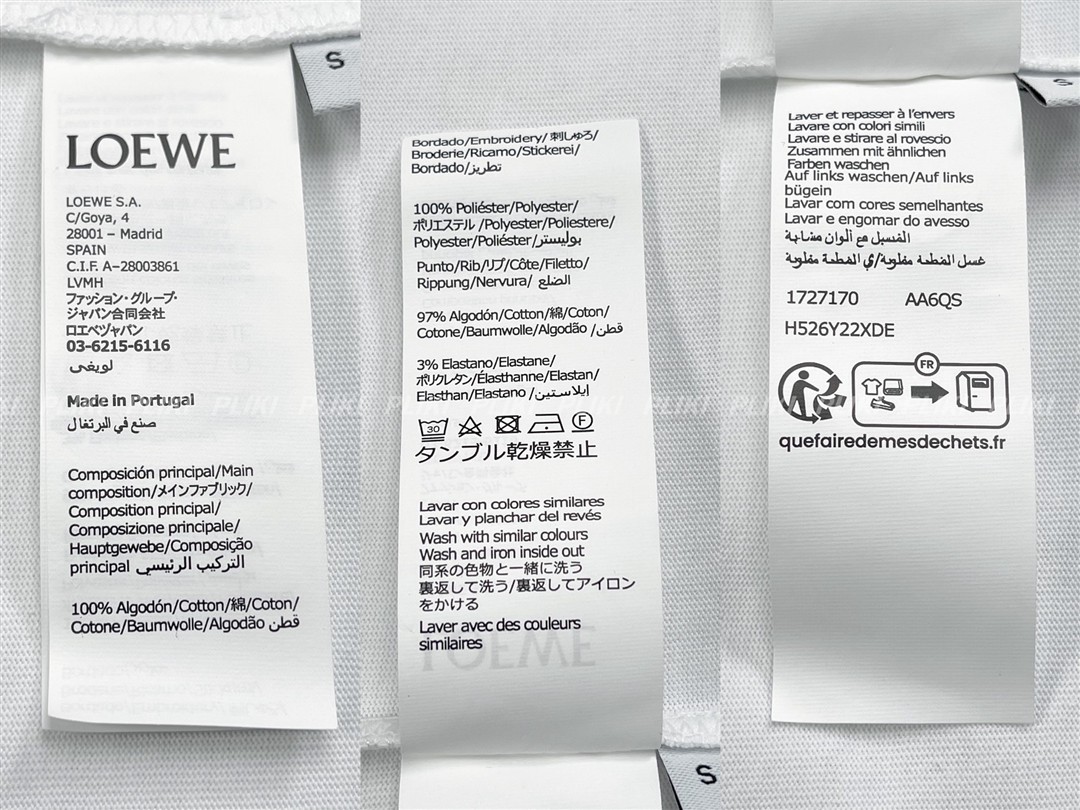 S
LOEWE
LOEWE S.A.
C/Goya, 4
28001 – Madrid
SPAIN
C.I.F. A–28003861
LVMH
ファッション・グループ・
ジャパン合同会社
ロエベジャパン
03-6215-6116
لويفي
Made in Portugal
صنع في البرتغال
Composición principal/Main
composition/メインファブリック/
Composition principal/
Composizione principale/
Hauptgewebe/Composição
principal التركيب الرئيسي
100% Algodón/Cotton/綿/Coton/
Cotone/Baumwolle/Algodão قطن
Bordado/Embroidery/刺しゅう/
Broderie/Ricamo/Stickerei/
Bordado/تطريز
100% Poliéster/Polyester/
ポリエステル /Polyester/Poliestere/
Polyester/Poliéster/بوليستر
Punto/Rib/リブ/Côte/Filetto/
Rippung/Nervura/ الضلع
97% Algodón/Cotton/綿/Coton/
Cotone/Baumwolle/Algodão /قطن
3% Elastano/Elastane/
ポリウレタン/Élasthanne/Elastan/
Elasthan/Elastano /إيلاستين
30 F
タンブル乾燥禁止
Lavar con colores similares
Lavar y planchar del revés
Wash with similar colours
Wash and iron inside out
同系の色物と一緒に洗う
裏返して洗う/裏返してアイロン
をかける
Laver avec des couleurs
similaires
S
S
Laver et repasser à l'envers
Lavare con colori simili
Lavare e stirare al rovescio
Zusammen mit ähnlichen
Farben waschen
Auf links waschen/Auf links
bügeln
Lavar com cores semelhantes
Lavar e engomar do avesso
الغسيل مع ألوان مشابهة
غسل القطعة مقلوبة/كي القطعة مقلوبة
1727170 AA6QS
H526Y22XDE
FR
quefairedemesdechets.fr
PLIKI PLIKI PLIKI PLIKI PLIKI